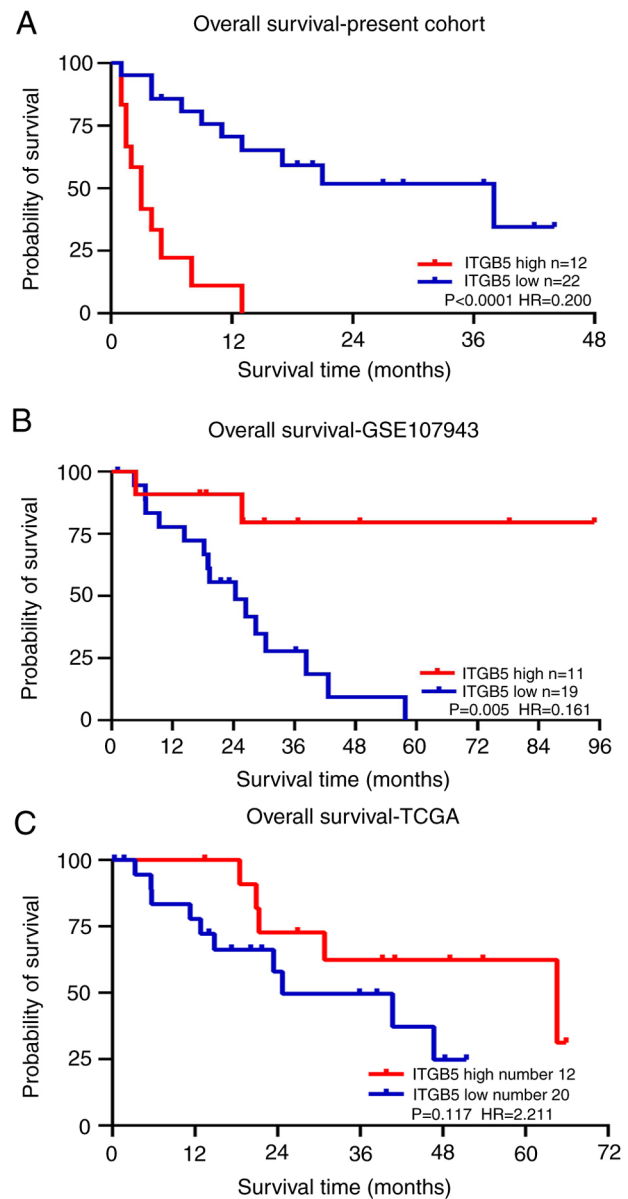 A
Overall survival-present cohort
Probability of survival
100
75
50
25
0
ITGB5 high n=12
ITGB5 low n=22
P<0.0001 HR=0.200
0 12 24 36 48
Survival time (months)
B
Overall survival-GSE107943
Probability of survival
100
75
50
25
0
ITGB5 high n=11
ITGB5 low n=19
P=0.005 HR=0.161
0 12 24 36 48 60 72 84 96
Survival time (months)
C
Overall survival-TCGA
Probability of survival
100
75
50
25
0
ITGB5 high number 12
ITGB5 low number 20
P=0.117 HR=2.211
0 12 24 36 48 60 72
Survival time (months)